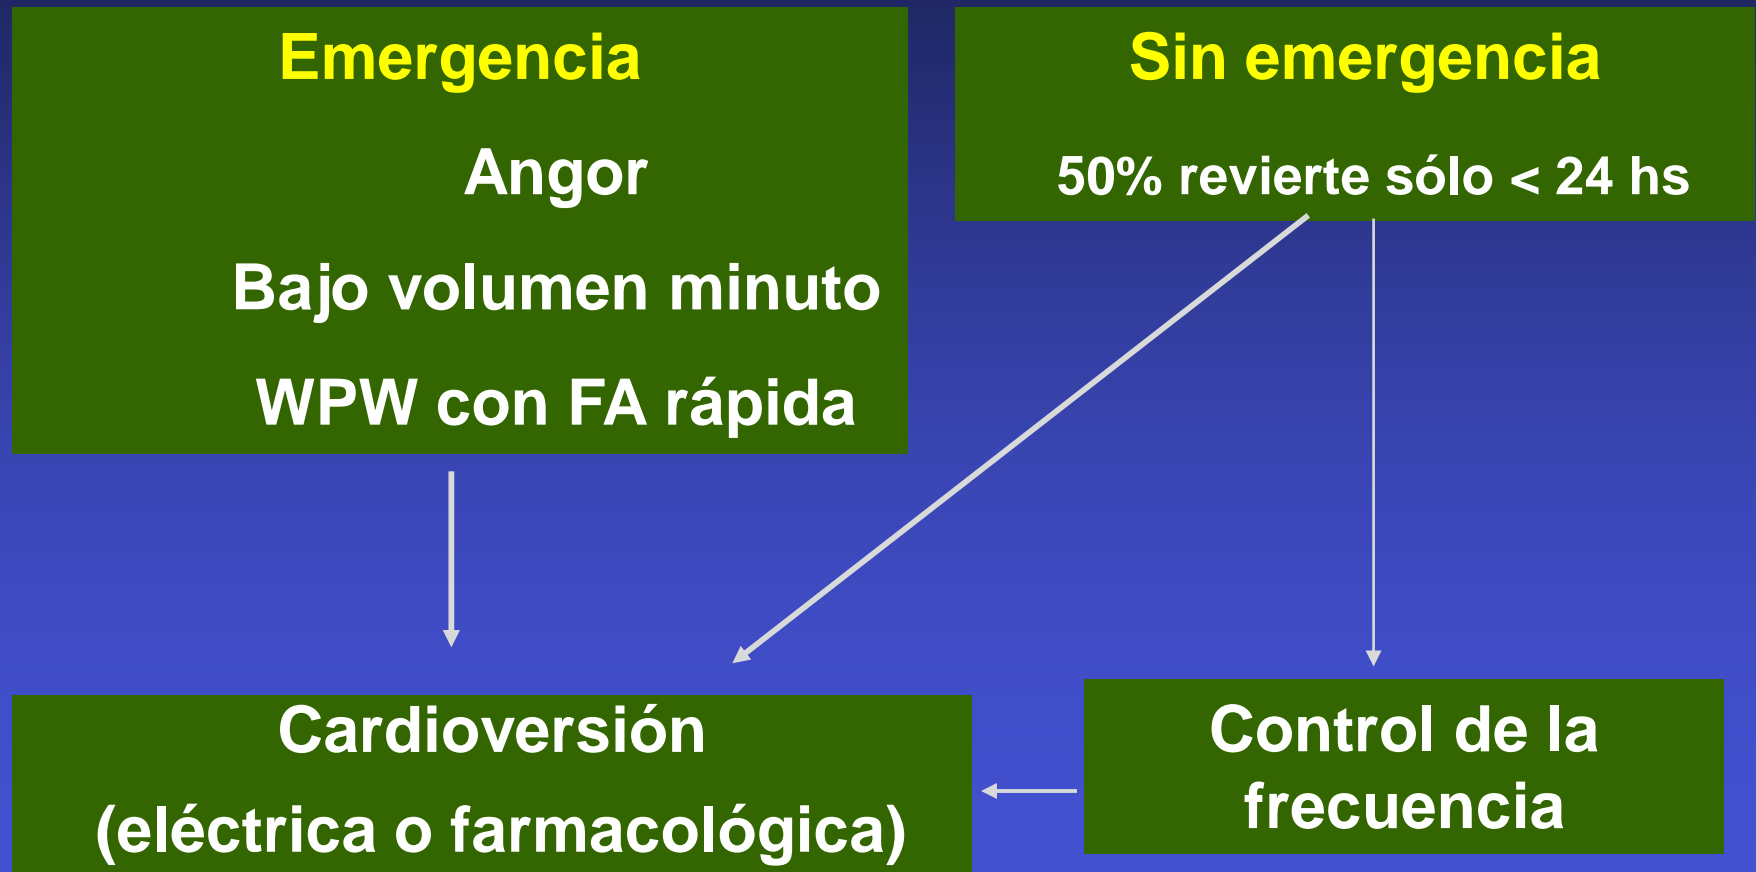 Emergencia
Angor
Bajo volumen minuto
WPW con FA rápida
Sin emergencia
50% revierte sólo < 24 hs
Cardioversión
(eléctrica o farmacológica)
Control de la
frecuencia